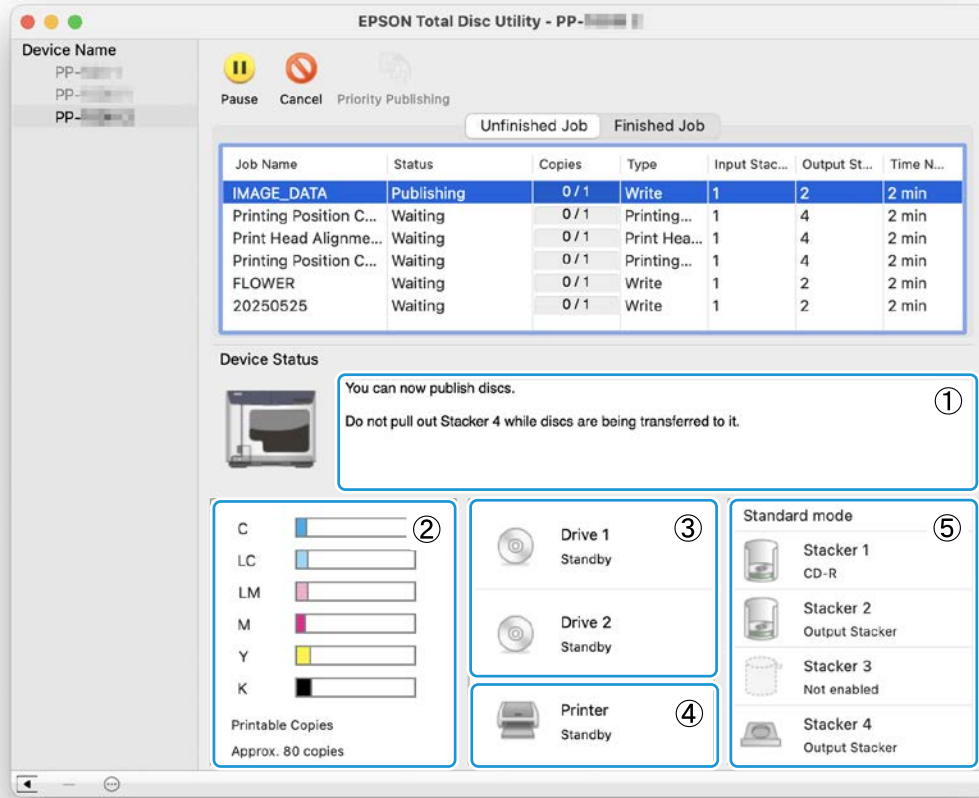 EPSON Total Disc Utility - PP-
Device Name
PP-
PP-
PP-
Pause Cancel Priority Publishing
Unfinished Job Finished Job
Job Name Status Copies Type Input Stac... Output St... Time N...
IMAGE_DATA Publishing 0 / 1 Write 1 2 2 min
Printing Position C... Waiting 0 / 1 Printing... 1 4 2 min
Print Head Alignme... Waiting 0 / 1 Print Hea... 1 4 2 min
Printing Position C... Waiting 0 / 1 Printing... 1 4 2 min
FLOWER Waiting 0 / 1 Write 1 2 2 min
20250525 Waiting 0 / 1 Write 1 2 2 min
Device Status
You can now publish discs.
①
Do not pull out Stacker 4 while discs are being transferred to it.
②
C
LC
LM
M
Y
K
Printable Copies
Approx. 80 copies
③
Drive 1
Standby
Drive 2
Standby
④
Printer
Standby
Standard mode
⑤
Stacker 1
CD-R
Stacker 2
Output Stacker
Stacker 3
Not enabled
Stacker 4
Output Stacker